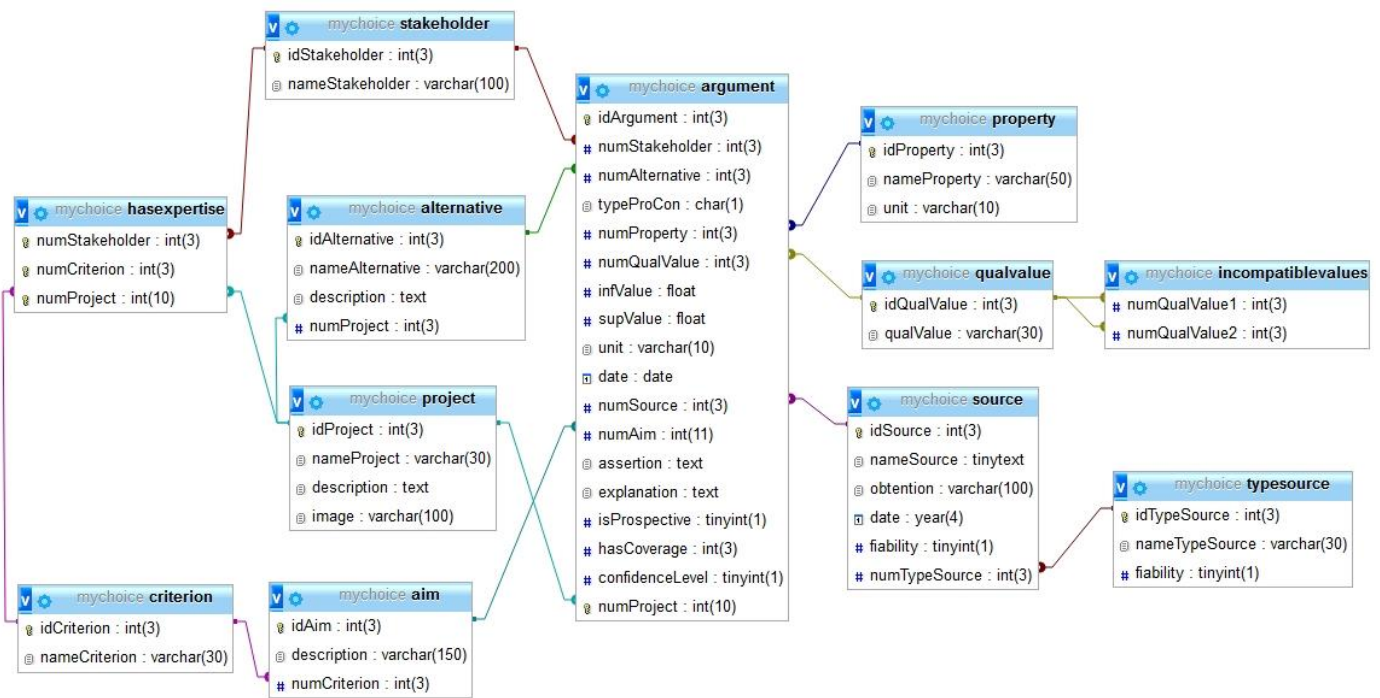 mychoice stakeholder
idStakeholder : int(3)
nameStakeholder : varchar(100)
mychoice argument
idArgument : int(3)
numStakeholder : int(3)
numAlternative : int(3)
typeProCon : char(1)
numProperty : int(3)
numQualValue : int(3)
infValue : float
supValue : float
unit : varchar(10)
date : date
numSource : int(3)
numAim : int(11)
assertion : text
explanation : text
isProspective : tinyint(1)
hasCoverage : int(3)
confidenceLevel : tinyint(1)
numProject : int(10)
mychoice property
idProperty : int(3)
nameProperty : varchar(50)
unit : varchar(10)
mychoice hasexpertise
numStakeholder : int(3)
numCriterion : int(3)
numProject : int(10)
mychoice alternative
idAlternative : int(3)
nameAlternative : varchar(200)
description : text
numProject : int(3)
mychoice qualvalue
idQualValue : int(3)
qualValue : varchar(30)
mychoice incompatiblevalues
numQualValue1 : int(3)
numQualValue2 : int(3)
mychoice project
idProject : int(3)
nameProject : varchar(30)
description : text
image : varchar(100)
mychoice source
idSource : int(3)
nameSource : tinytext
obtention : varchar(100)
date : year(4)
fiability : tinyint(1)
numTypeSource : int(3)
mychoice typesource
idTypeSource : int(3)
nameTypeSource : varchar(30)
fiability : tinyint(1)
mychoice criterion
idCriterion : int(3)
nameCriterion : varchar(30)
mychoice aim
idAim : int(3)
description : varchar(150)
numCriterion : int(3)